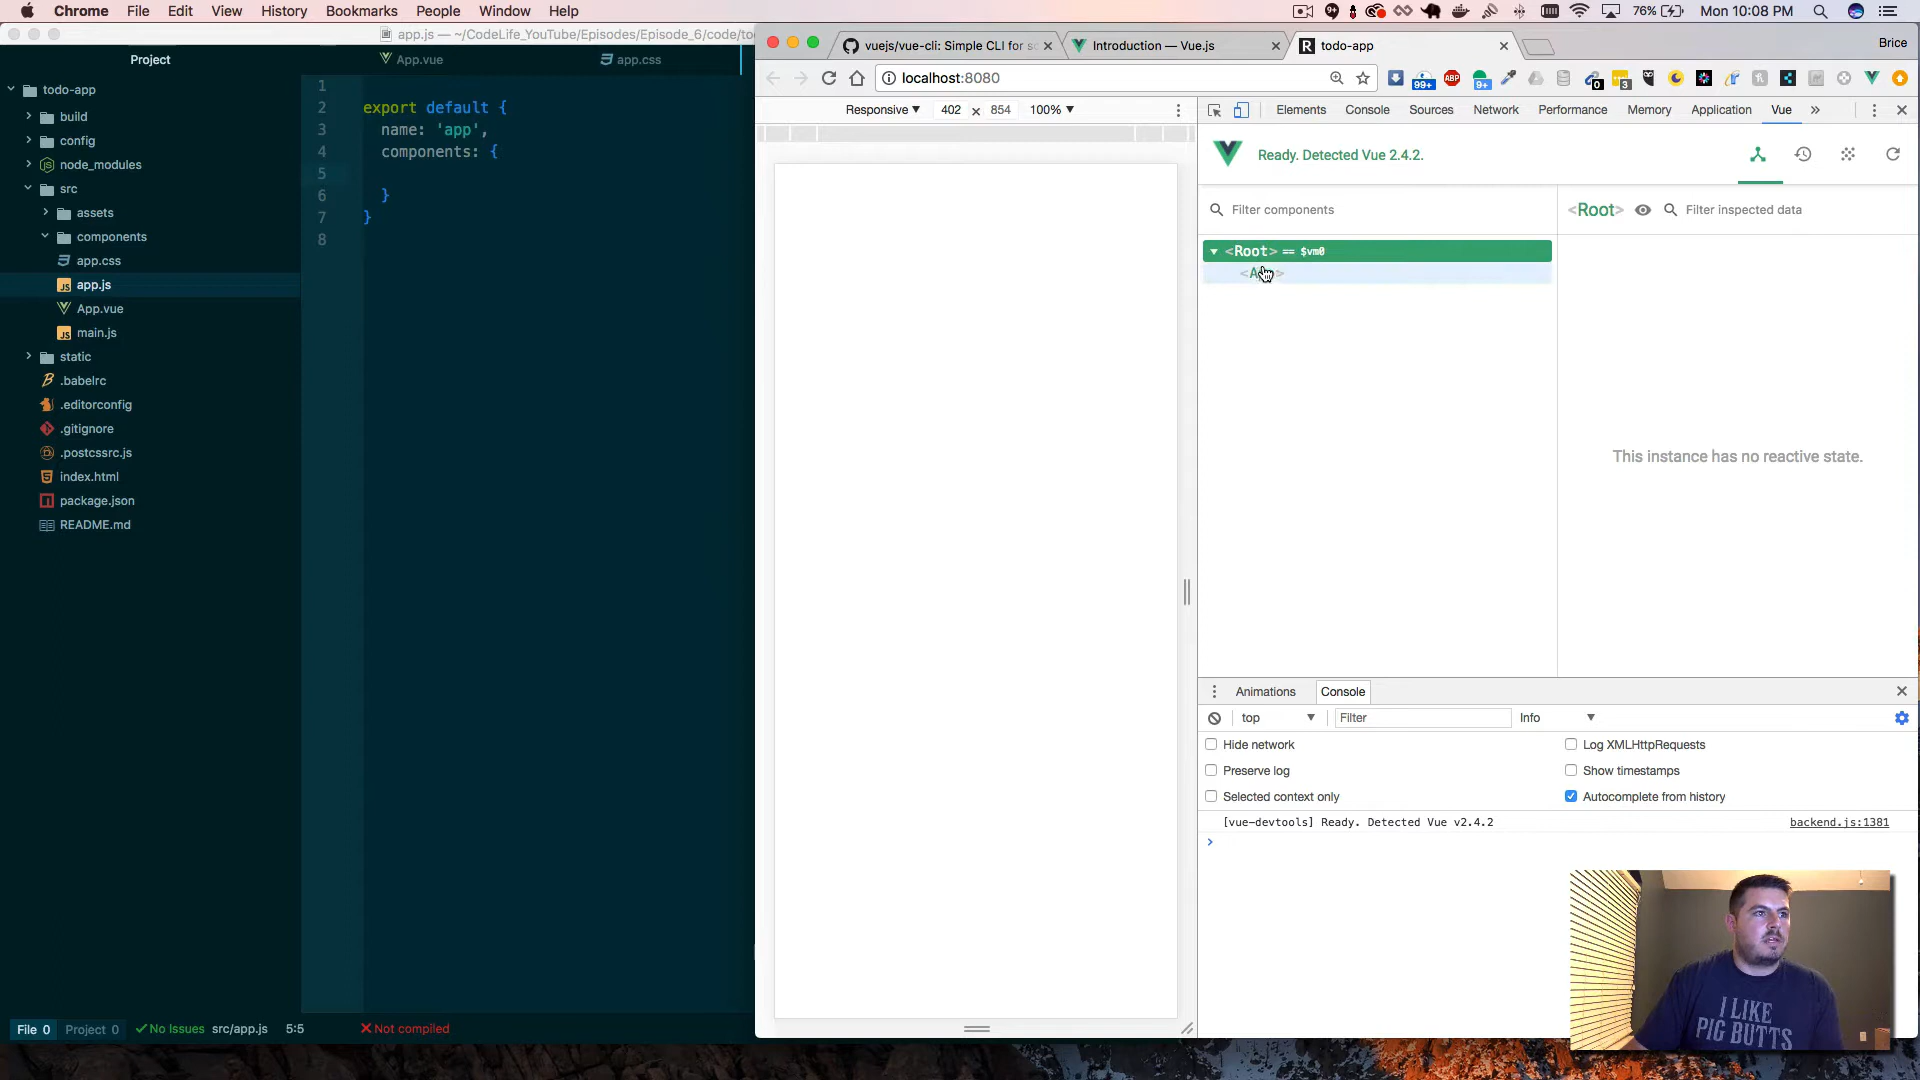 Chrome File Edit View History Bookmarks People Window Help
9+
76%
Mon 10:08 PM
app.js — ~/CodeLife_YouTube/Episodes/Episode_6/code/to
Project
App.vue
app.css
todo-app
build
config
node_modules
src
assets
components
app.css
app.js
App.vue
main.js
static
.babelrc
.editorconfig
.gitignore
.postcssrc.js
index.html
package.json
README.md
1
2 export default {
3 name: 'app',
4 components: {
5
6 }
7 }
8
File 0 Project 0 No Issues src/app.js 5:5 Not compiled
vuejs/vue-cli: Simple CLI for s
Introduction — Vue.js
todo-app
Brice
localhost:8080
99+ ABP 9+ 0 3
Responsive 402 × 854 100%
Elements Console Sources Network Performance Memory Application Vue »
Ready. Detected Vue 2.4.2.
Filter components
<Root>
Filter inspected data
<Root> == $vm0
This instance has no reactive state.
Animations Console
top Filter Info
Hide network
Log XMLHttpRequests
Preserve log
Show timestamps
Selected context only
Autocomplete from history
[vue-devtools] Ready. Detected Vue v2.4.2
backend.js:1381
I LIKE
PIG BUTTS